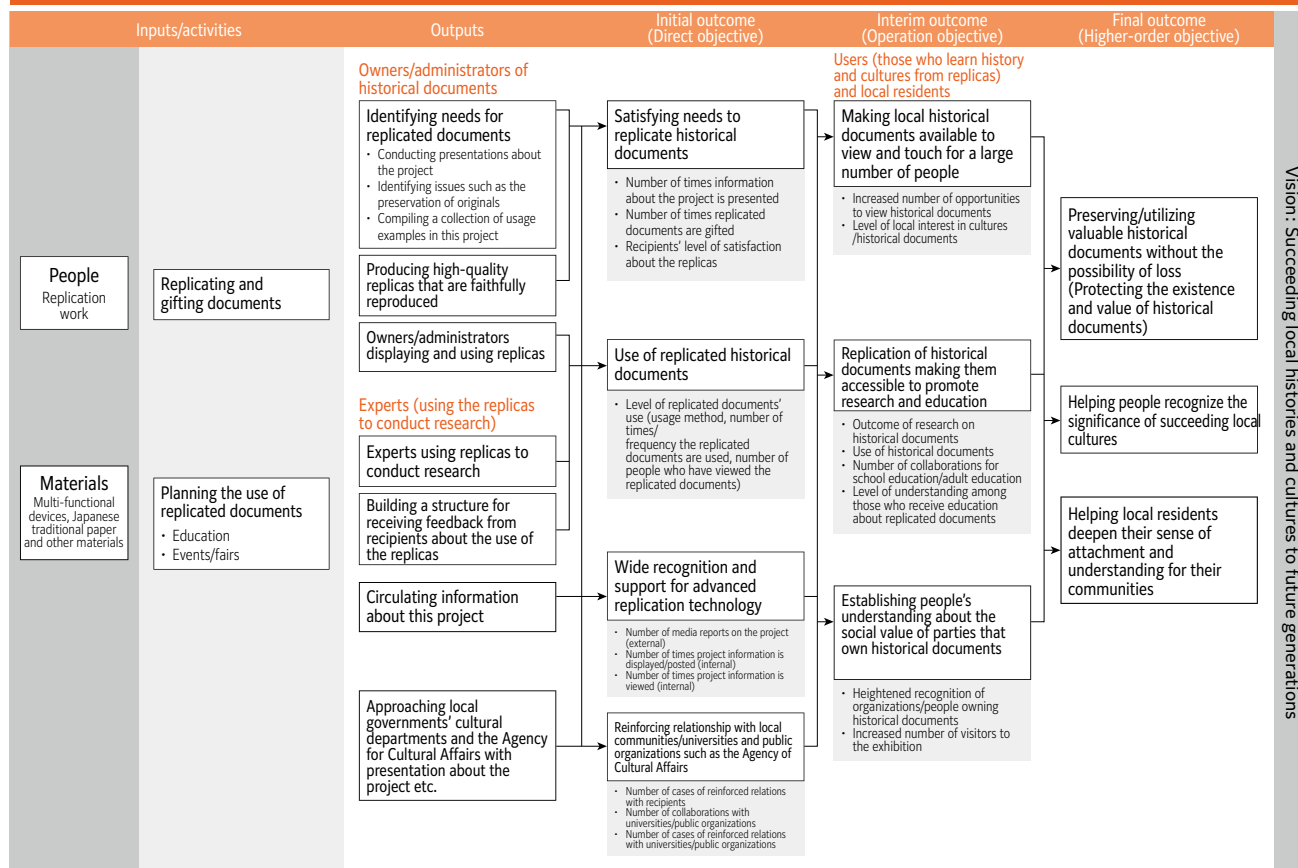 Inputs/activities
Outputs
Initial outcome
(Direct objective)
Interim outcome
(Operation objective)
Final outcome
(Higher-order objective)
People
Replication
work
Materials
Multi-functional
devices, Japanese
traditional paper
and other materials
Replicating and
gifting documents
Planning the use of
replicated documents
・ Education
・ Events/fairs
Owners/administrators of
historical documents
Identifying needs for
replicated documents
・ Conducting presentations about
the project
・ Identifying issues such as the
preservation of originals
・ Compiling a collection of usage
examples in this project
Producing high-quality
replicas that are faithfully
reproduced
Owners/administrators
displaying and using replicas
Experts (using the replicas
to conduct research)
Experts using replicas to
conduct research
Building a structure for
receiving feedback from
recipients about the use of
the replicas
Circulating information
about this project
Approaching local
governments' cultural
departments and the Agency
for Cultural Affairs with
presentation about the
project etc.
Satisfying needs to
replicate historical
documents
・ Number of times information
about the project is presented
・ Number of times replicated
documents are gifted
・ Recipients' level of satisfaction
about the replicas
Use of replicated historical
documents
・ Level of replicated documents'
use (usage method, number of
times/
frequency the replicated
documents are used, number of
people who have viewed the
replicated documents)
Wide recognition and
support for advanced
replication technology
・ Number of media reports on the project
(external)
・ Number of times project information is
displayed/posted (internal)
・ Number of times project information is
viewed (internal)
Reinforcing relationship with local
communities/universities and public
organizations such as the Agency of
Cultural Affairs
・ Number of cases of reinforced relations
with recipients
・ Number of collaborations with
universities/public organizations
・ Number of cases of reinforced relations
with universities/public organizations
Users (those who learn history
and cultures from replicas)
and local residents
Making local historical
documents available to
view and touch for a large
number of people
・ Increased number of opportunities
to view historical documents
・ Level of local interest in cultures
/historical documents
Replication of historical
documents making them
accessible to promote
research and education
・ Outcome of research on
historical documents
・ Use of historical documents
・ Number of collaborations for
school education/adult education
・ Level of understanding among
those who receive education
about replicated documents
Establishing people's
understanding about the
social value of parties that
own historical documents
・ Heightened recognition of
organizations/people owning
historical documents
・ Increased number of visitors to
the exhibition
Preserving/utilizing
valuable historical
documents without the
possibility of loss
(Protecting the existence
and value of historical
documents)
Helping people recognize the
significance of succeeding local
cultures
Helping local residents
deepen their sense of
attachment and
understanding for their
communities
Vision: Succeeding local histories and cultures to future generations